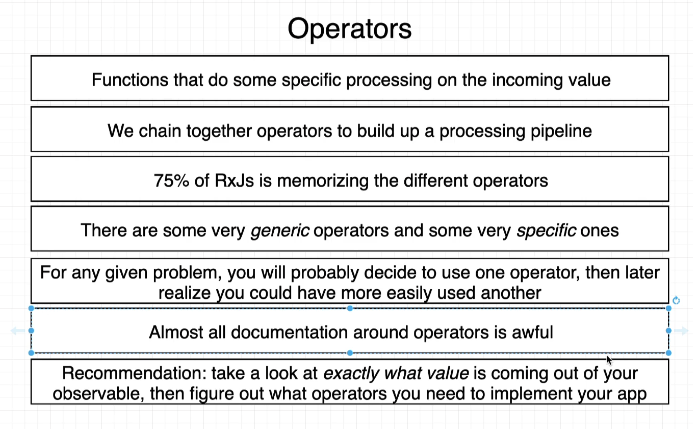 Operators
Functions that do some specific processing on the incoming value
We chain together operators to build up a processing pipeline
75% of RxJs is memorizing the different operators
There are some very generic operators and some very specific ones
For any given problem, you will probably decide to use one operator, then later
realize you could have more easily used another
Almost all documentation around operators is awful
Recommendation: take a look at exactly what value is coming out of your
observable, then figure out what operators you need to implement your app